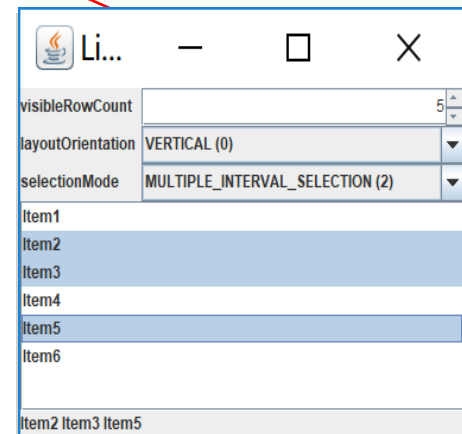 Li...
visibleRowCount 5
layoutOrientation VERTICAL (0)
selectionMode MULTIPLE_INTERVAL_SELECTION (2)
Item1
Item2
Item3
Item4
Item5
Item6
Item2 Item3 Item5